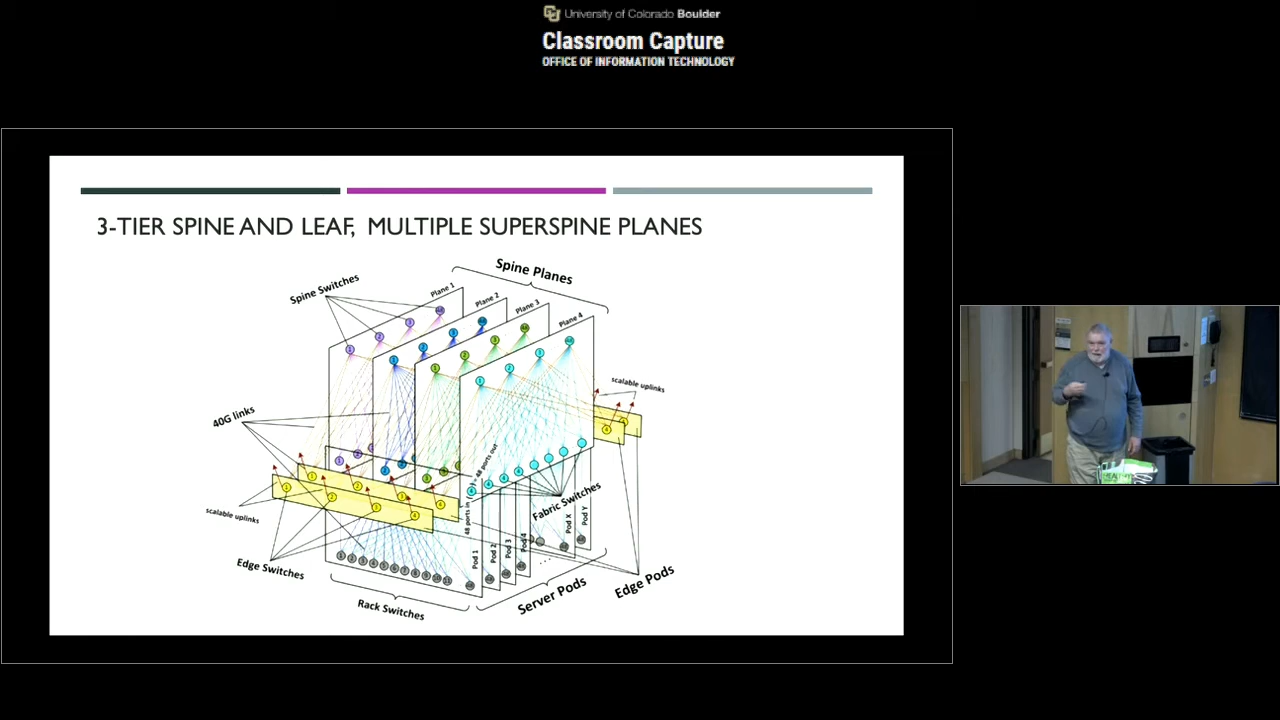 University of Colorado Boulder
Classroom Capture
OFFICE OF INFORMATION TECHNOLOGY
3-TIER SPINE AND LEAF, MULTIPLE SUPERSPINE PLANES
Spine Planes
Spine Switches
Plane 1
Plane 2
Plane 3
Plane 4
scalable uplinks
40G links
48 ports out
48 ports in
Fabric Switches
scalable uplinks
Edge Switches
Pod 1
Pod 2
Pod 3
Pod 4
Pod X
Pod Y
Rack Switches
Server Pods
Edge Pods